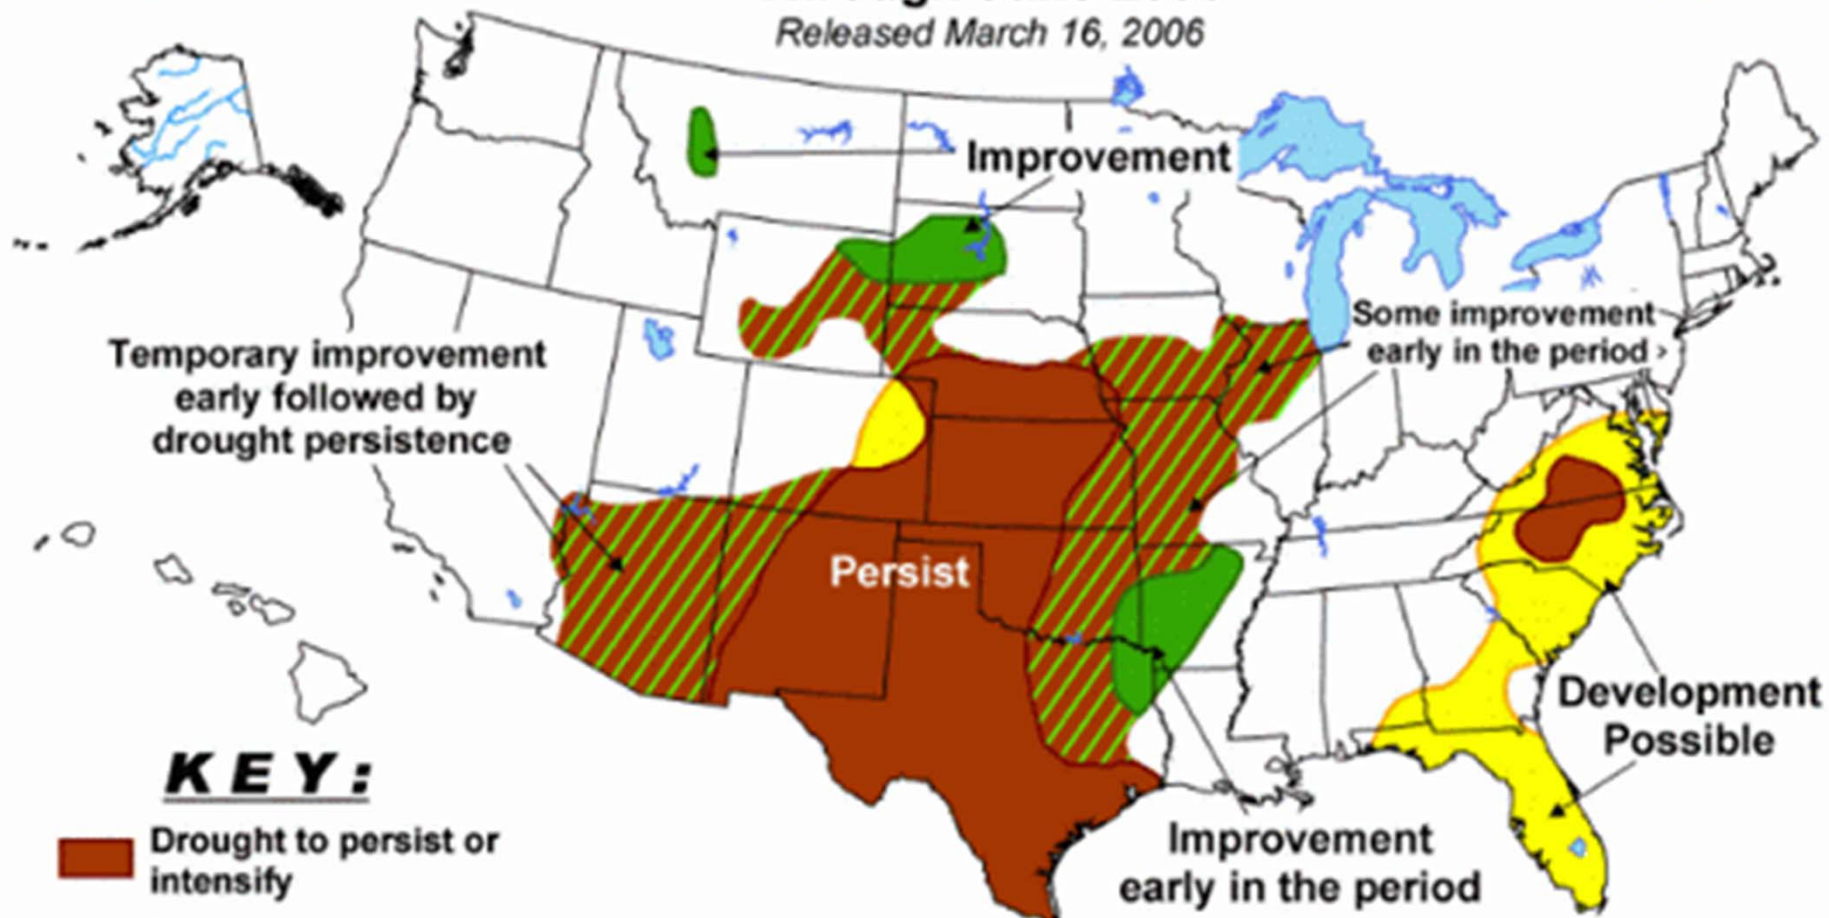 Released March 16, 2006
Improvement
Some improvement
early in the period
Temporary improvement
early followed by
drought persistence
Persist
Development
Possible
KEY:
Drought to persist or
intensify
Improvement
early in the period